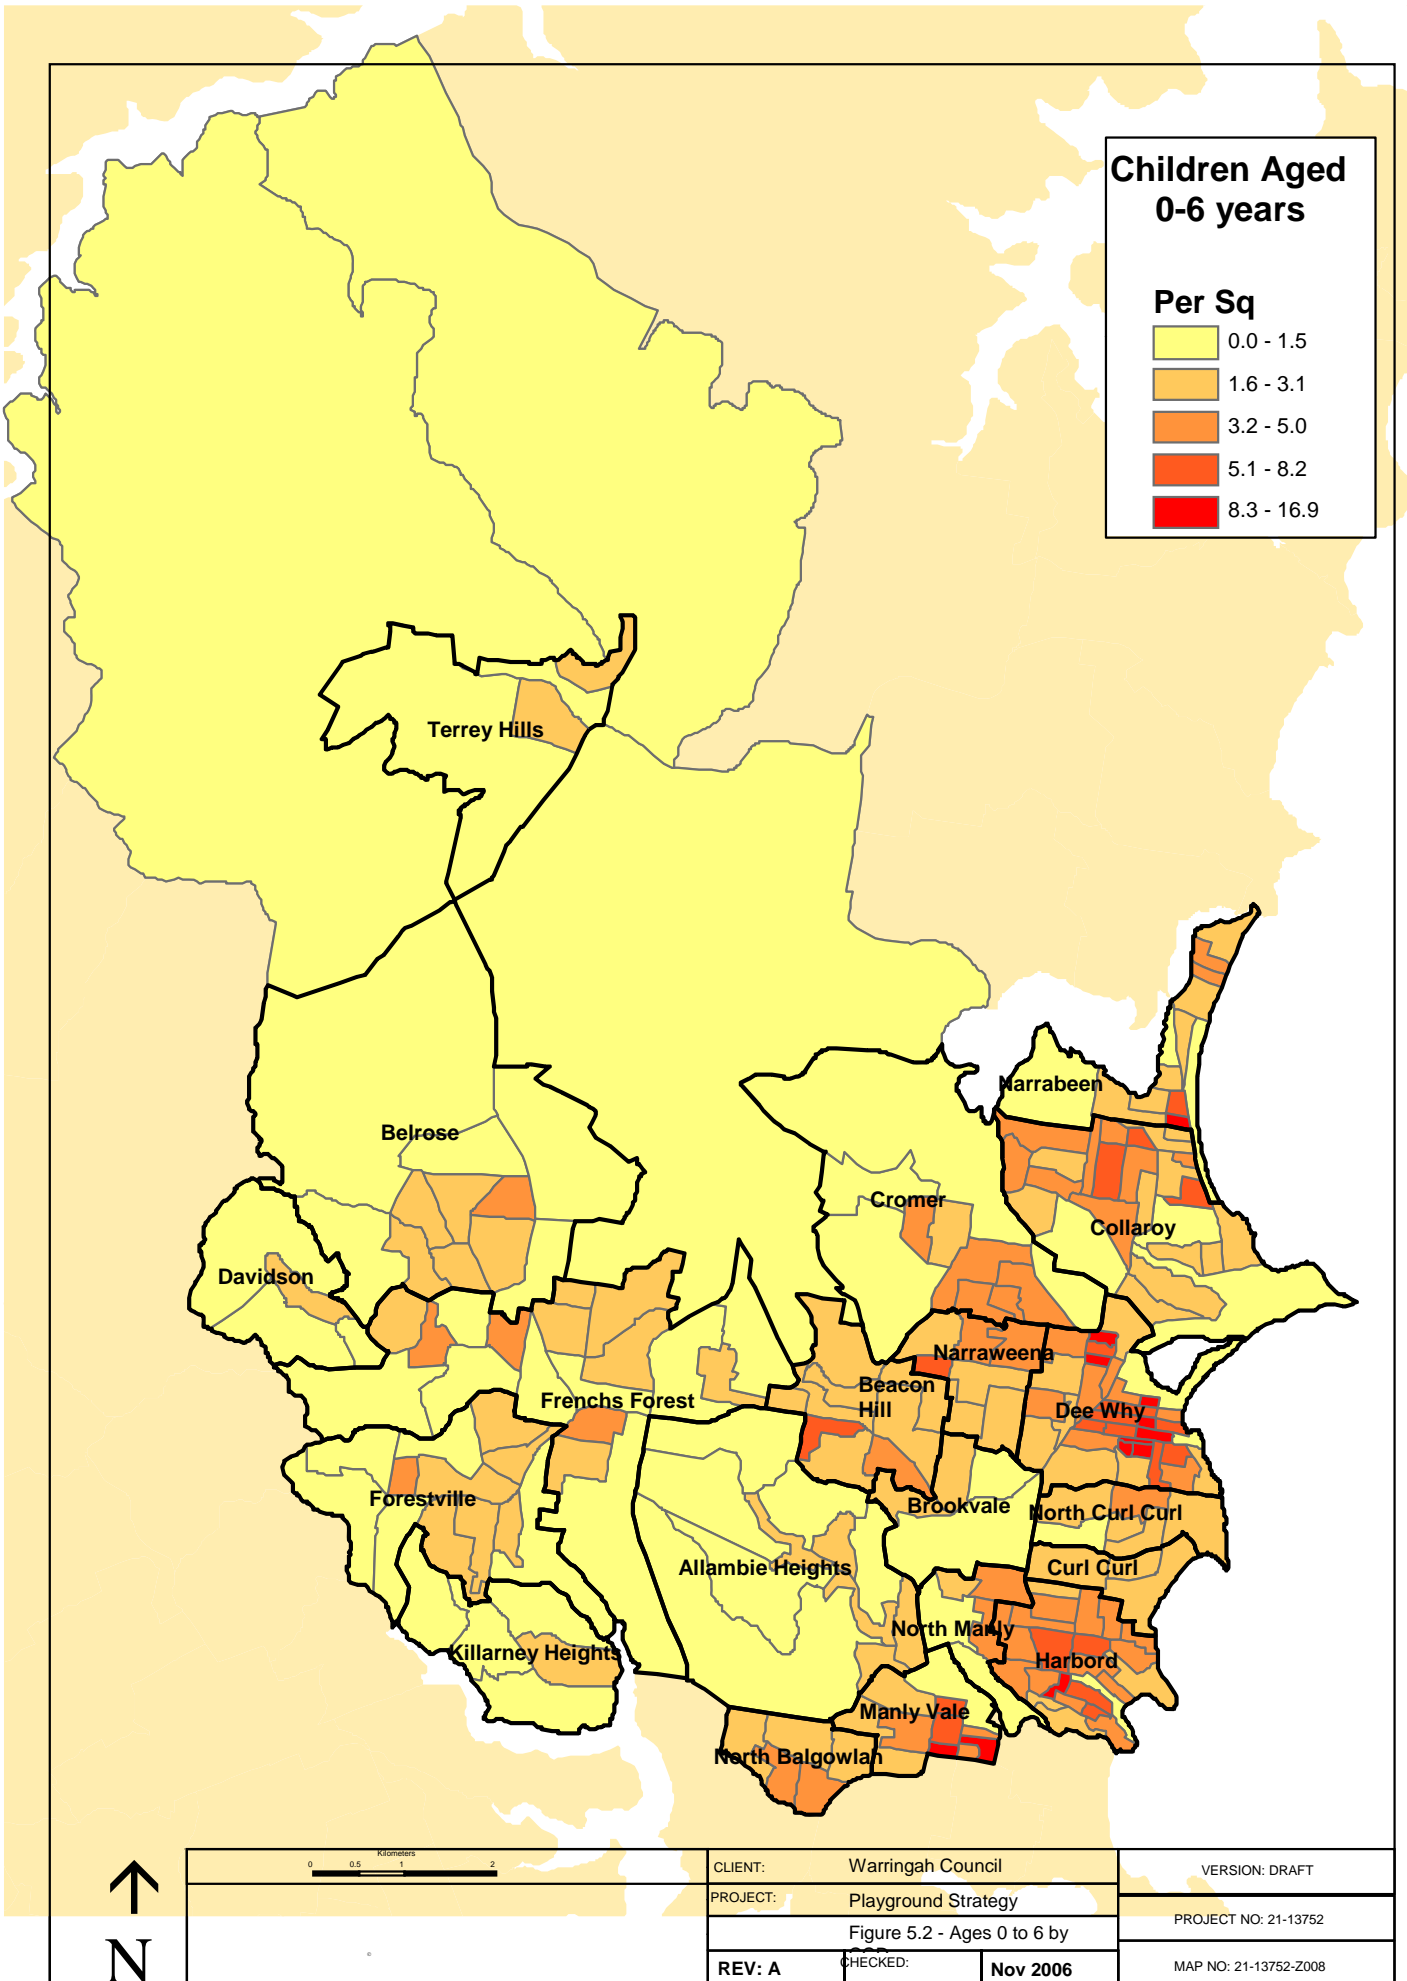 Children Aged
0-6 years
Per Sq
0.0 - 1.5
1.6 - 3.1
3.2 - 5.0
5.1 - 8.2
8.3 - 16.9
Terrey Hills
Narrabeen
Belrose
Cromer
Collaroy
Davidson
Narraweena
Beacon
Hill
Frenchs Forest
Dee Why
Forestville
Brookvale
North Curl Curl
Allambie Heights
Curl Curl
North Manly
Killarney Heights
Harbord
Manly Vale
North Balgowlah
Kilometers
0 0.5 1 2
N
CLIENT: Warringah Council
PROJECT: Playground Strategy
Figure 5.2 - Ages 0 to 6 by
REV: A
CHECKED:
Nov 2006
VERSION: DRAFT
PROJECT NO: 21-13752
MAP NO: 21-13752-Z008